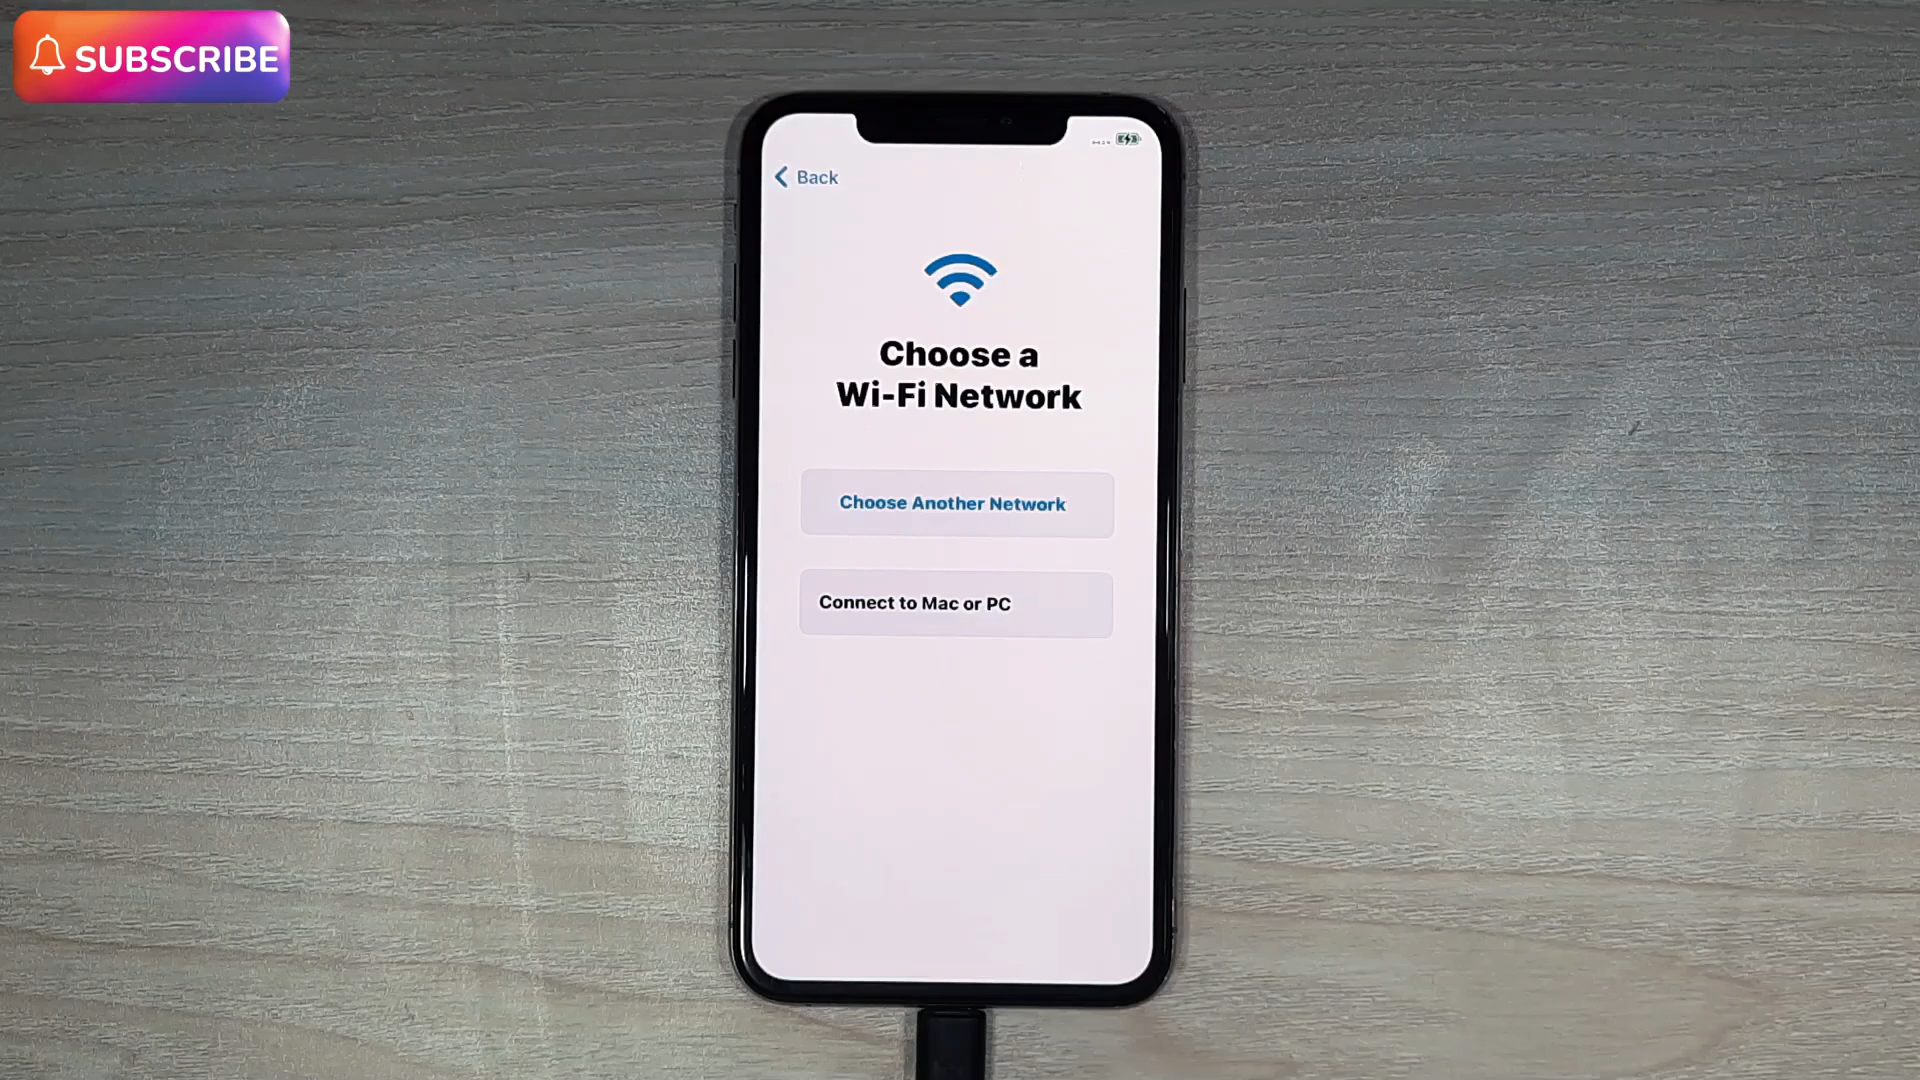 SUBSCRIBE
Back
Choose a
Wi-Fi Network
Choose Another Network
Connect to Mac or PC